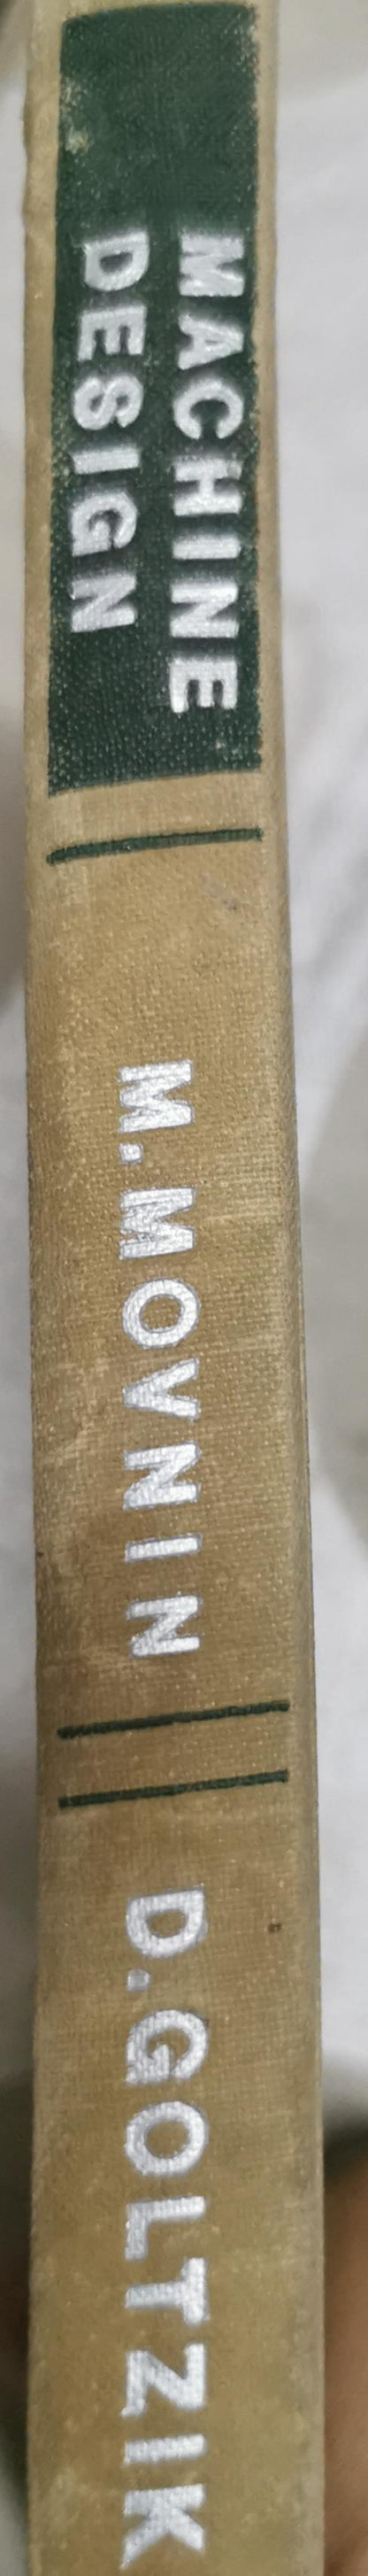 MACHINE
DESIGN
M. MOVNIN
D. GOLTZIK